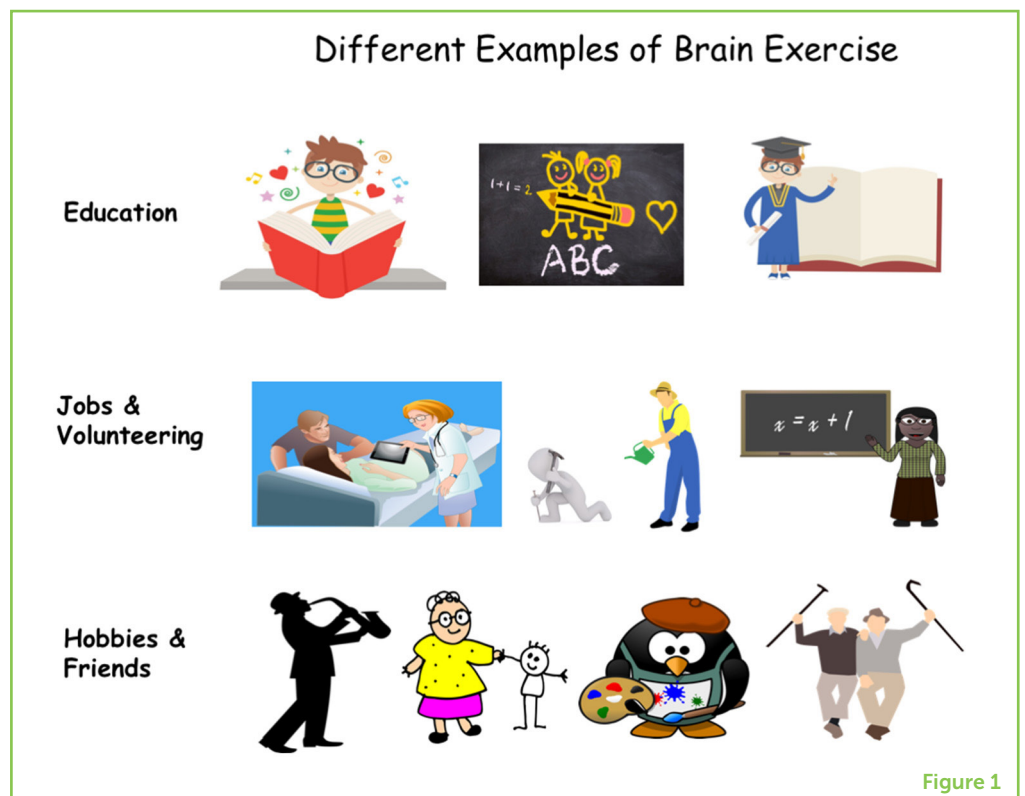 Different Examples of Brain Exercise
Education
1+1=2
ABC
Jobs &
Volunteering
x = x + 1
Hobbies &
Friends
Figure 1